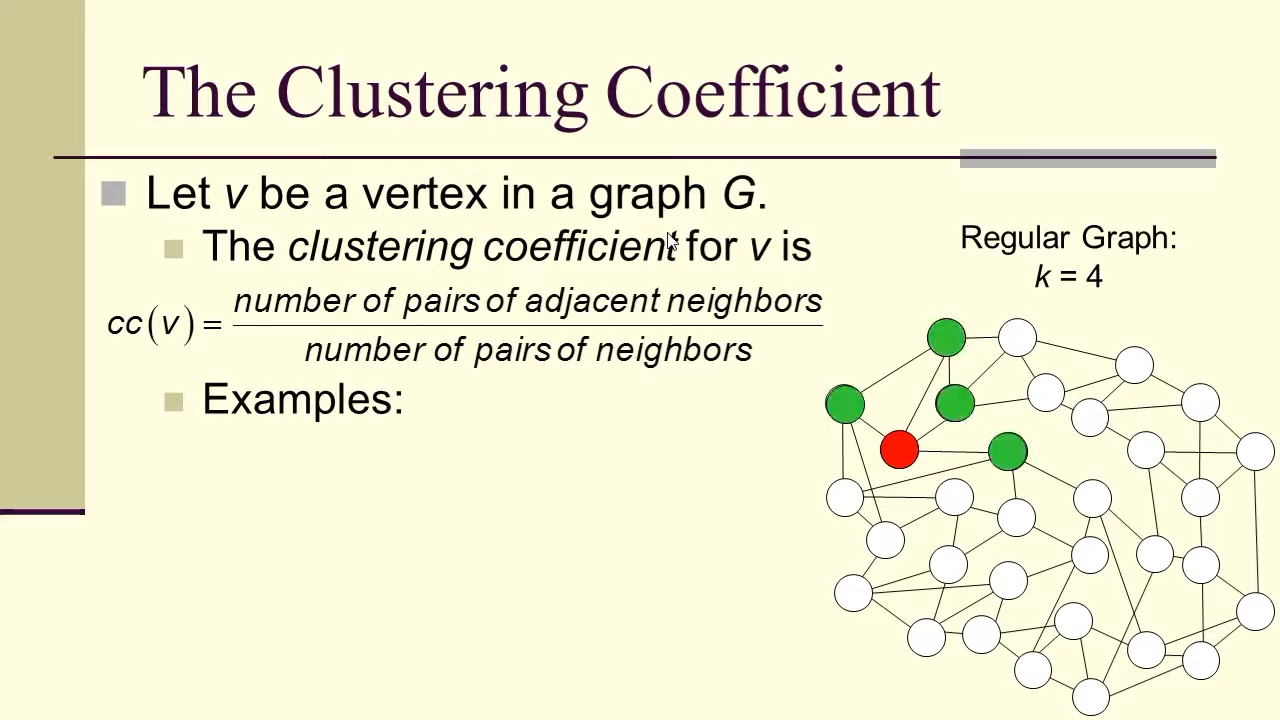 The Clustering Coefficient
Let v be a vertex in a graph G.
The clustering coefficient for v is
cc(v) = number of pairs of adjacent neighbors
number of pairs of neighbors
Examples:
Regular Graph:
k = 4